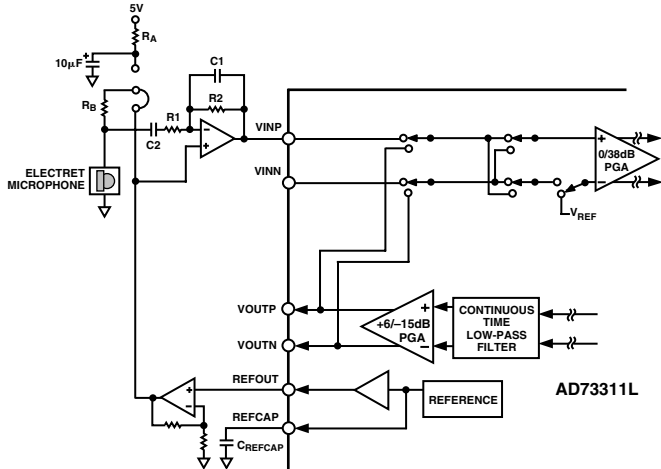 5V
RA
10µF
C1
RB
R1
R2
C2
VINP
VINN
ELECTRET
MICROPHONE
0/38dB
PGA
VREF
VOUTP
VOUTN
+6/–15dB
PGA
CONTINUOUS
TIME
LOW-PASS
FILTER
REFOUT
REFCAP
CREFCAP
REFERENCE
AD73311L